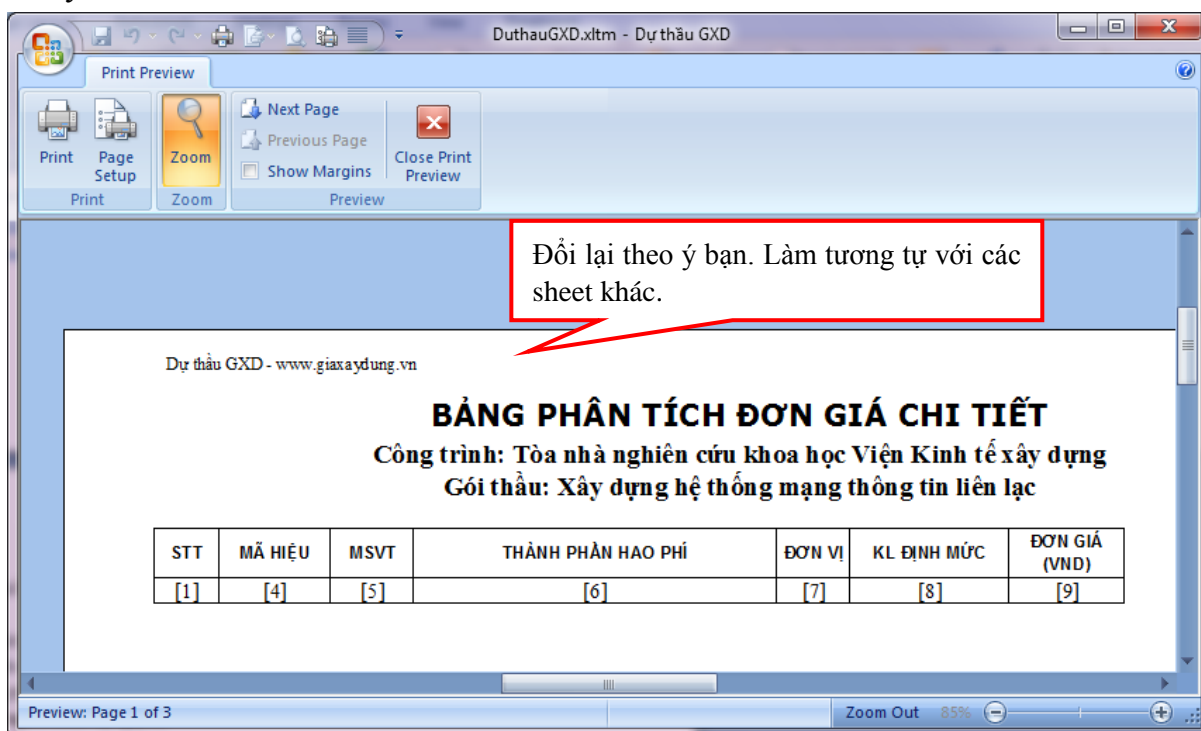 DuthauGXD.xltm - Dự thầu GXD
Print Preview
Print
Page Setup
Zoom
Next Page
Previous Page
Show Margins
Close Print Preview
Print
Zoom
Preview
Đổi lại theo ý bạn. Làm tương tự với các
sheet khác.
Dự thầu GXD - www.giaxaydung.vn
BẢNG PHÂN TÍCH ĐƠN GIÁ CHI TIẾT
Công trình: Tòa nhà nghiên cứu khoa học Viện Kinh tế xây dựng
Gói thầu: Xây dựng hệ thống mạng thông tin liên lạc
STT MÃ HIỆU MSVT THÀNH PHẦN HAO PHÍ ĐƠN VỊ KL ĐỊNH MỨC ĐƠN GIÁ (VND)
[1] [4] [5] [6] [7] [8] [9]
Preview: Page 1 of 3
Zoom Out 85%